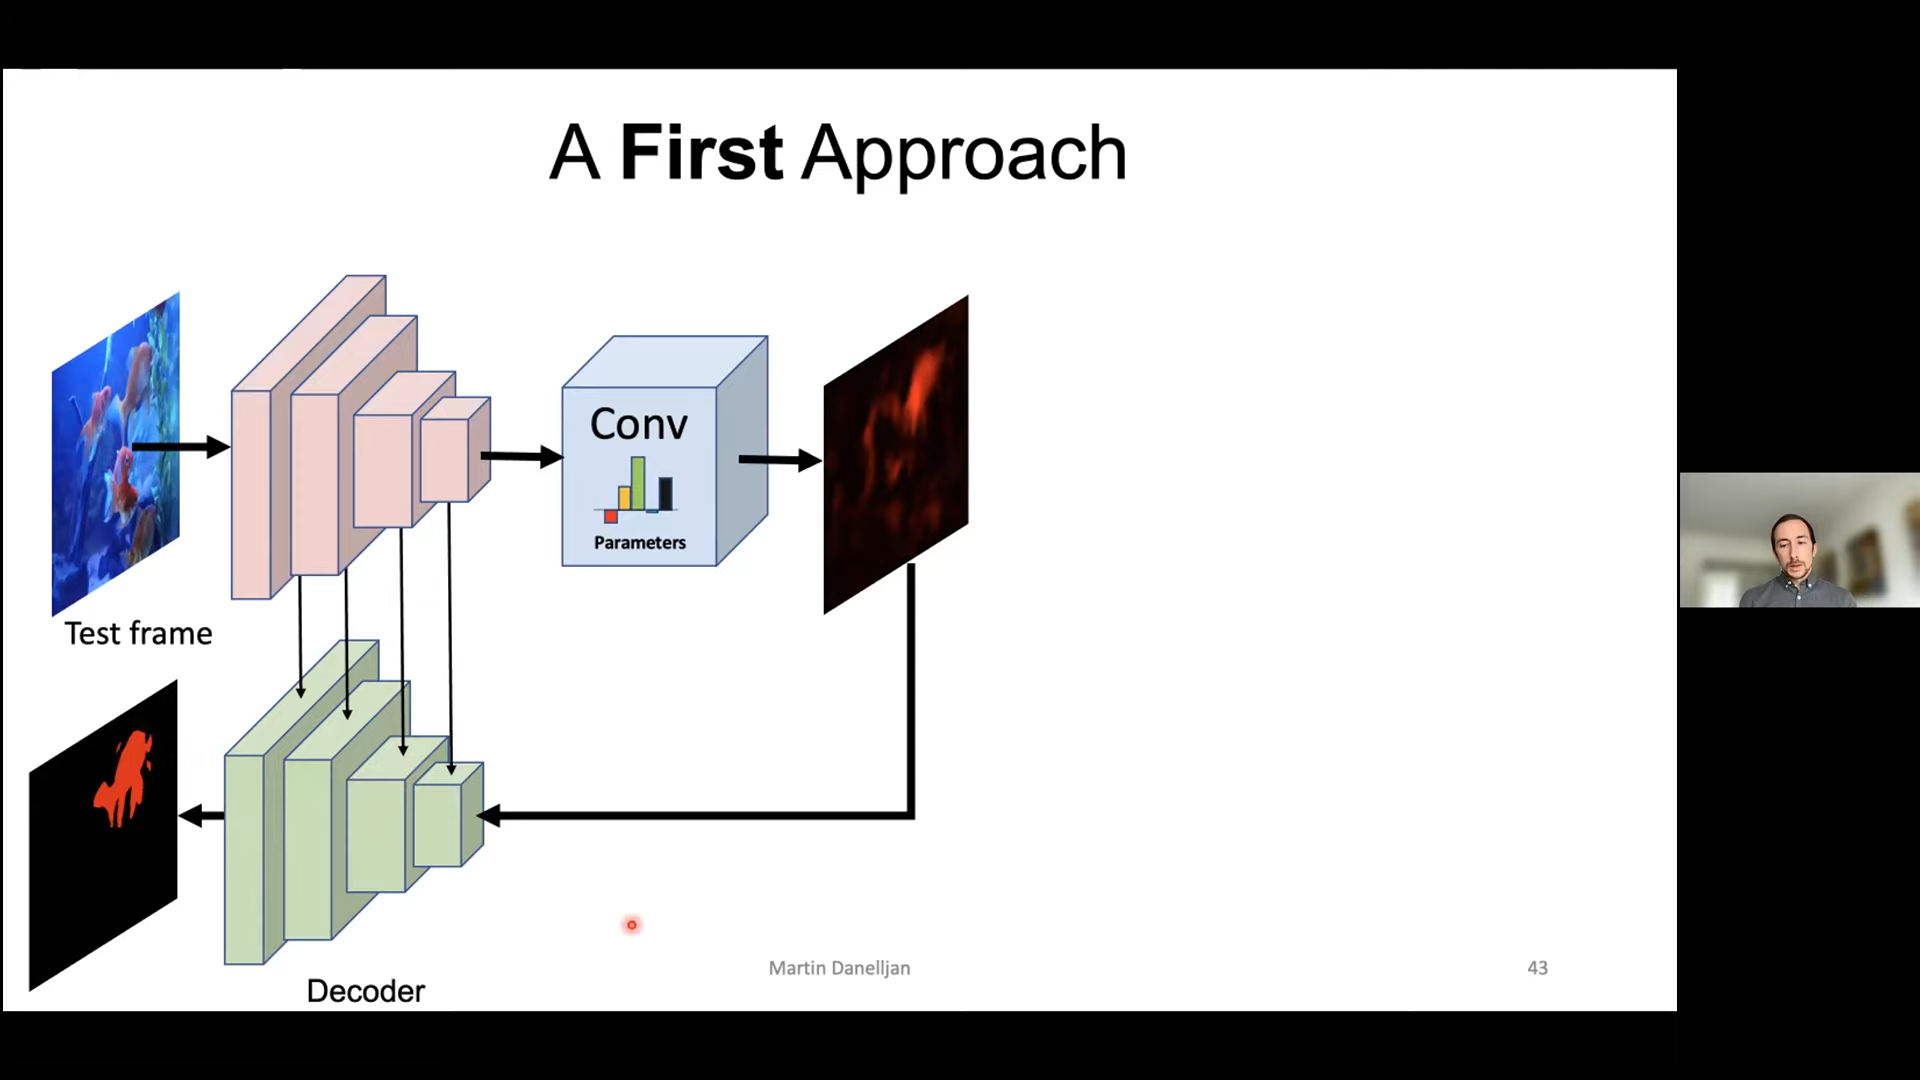 A First Approach
Conv
Parameters
Test frame
Decoder
Martin Danelljan
43